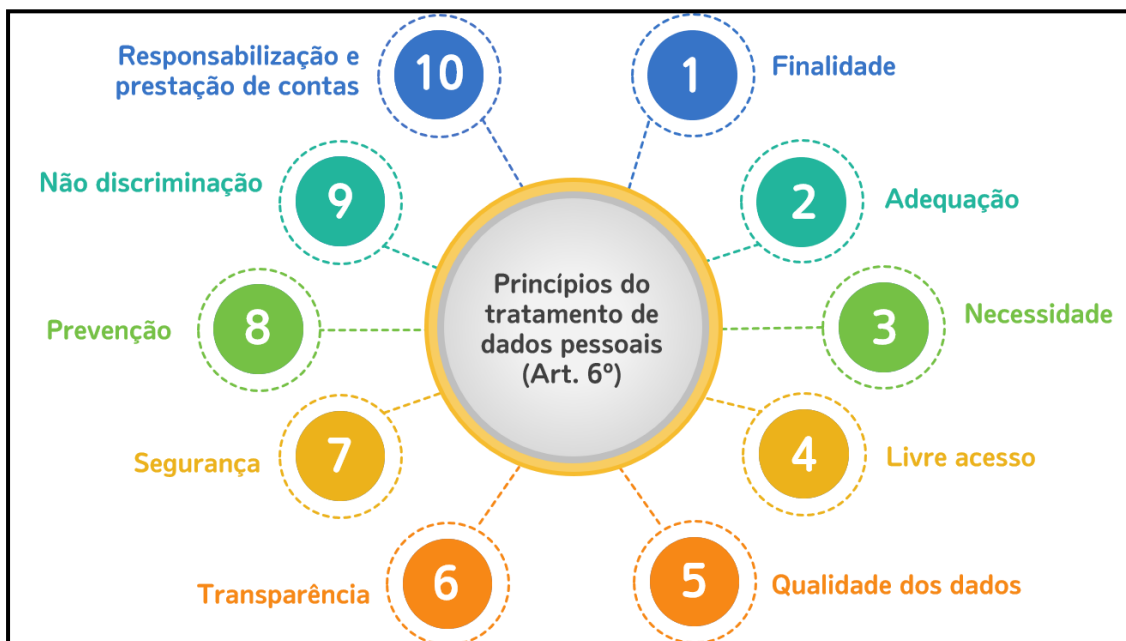 Princípios do
tratamento de
dados pessoais
(Art. 6º)
1
Finalidade
2
Adequação
3
Necessidade
4
Livre acesso
5
Qualidade dos dados
6
Transparência
7
Segurança
8
Prevenção
9
Não discriminação
10
Responsabilização e
prestação de contas